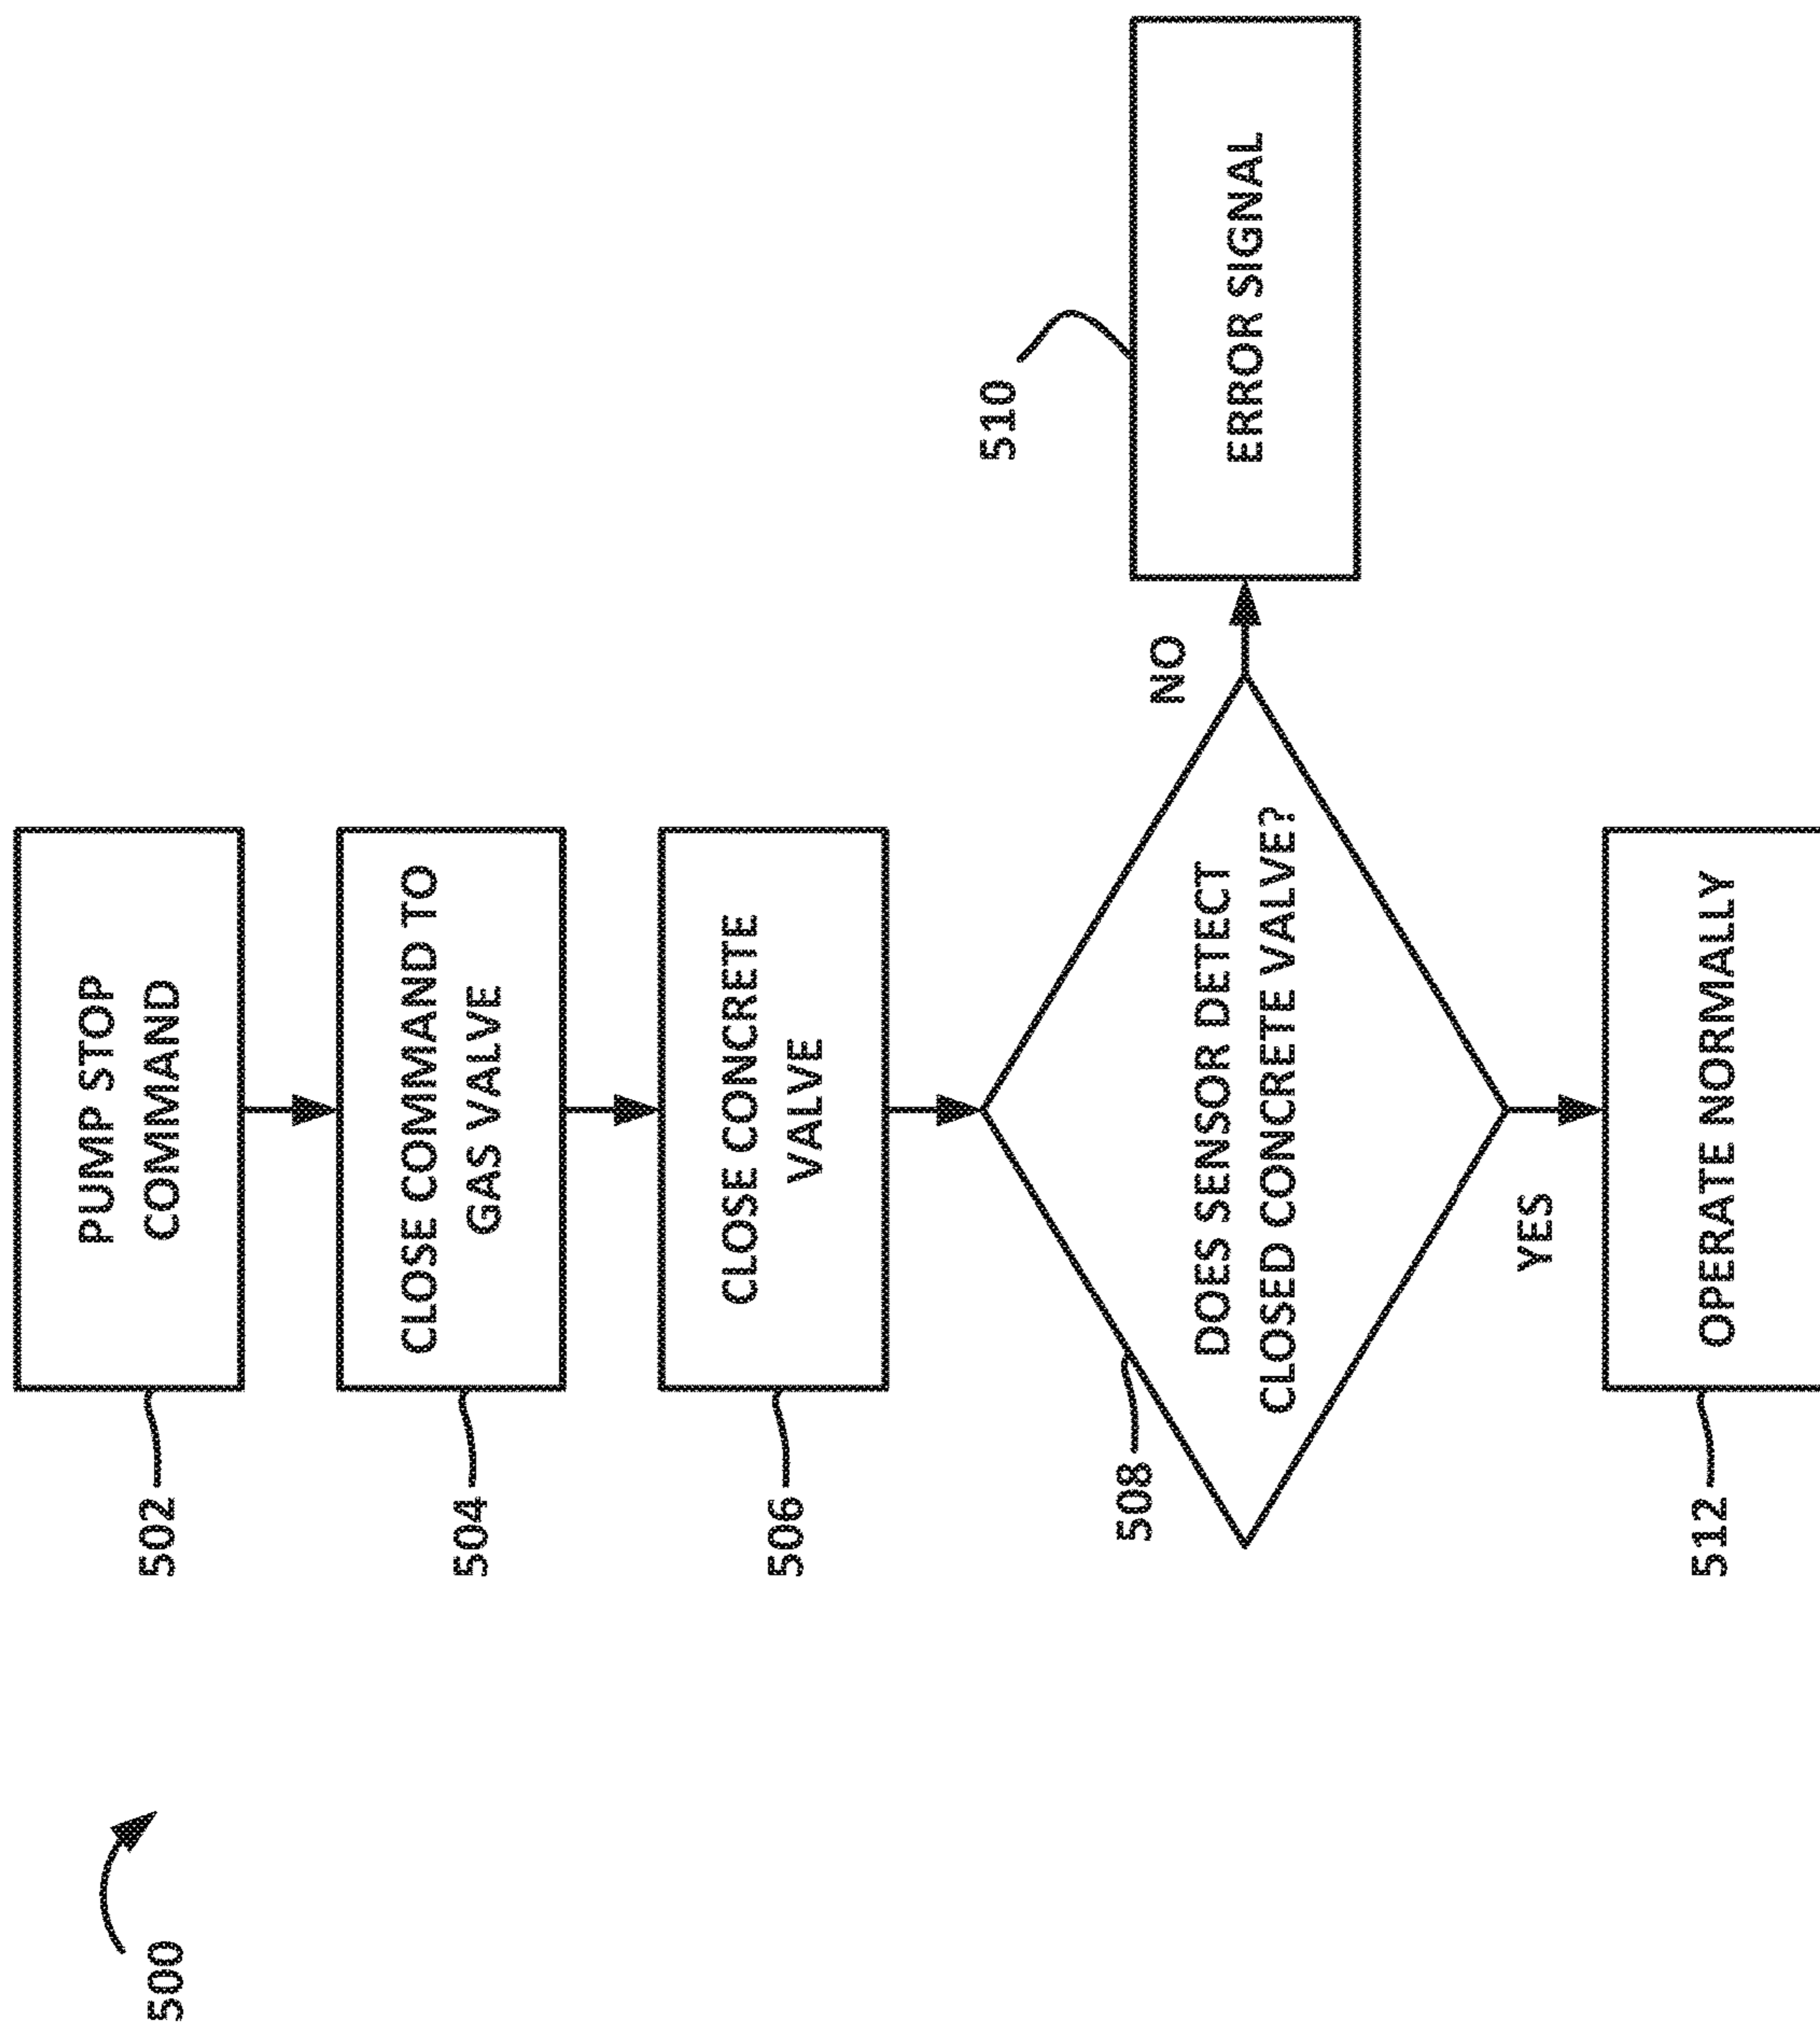 500
502
PUMP STOP
COMMAND
504
CLOSE COMMAND TO
GAS VALVE
506
CLOSE CONCRETE
VALVE
508
DOES SENSOR DETECT
CLOSED CONCRETE VALVE?
NO
510
ERROR SIGNAL
YES
512
OPERATE NORMALLY